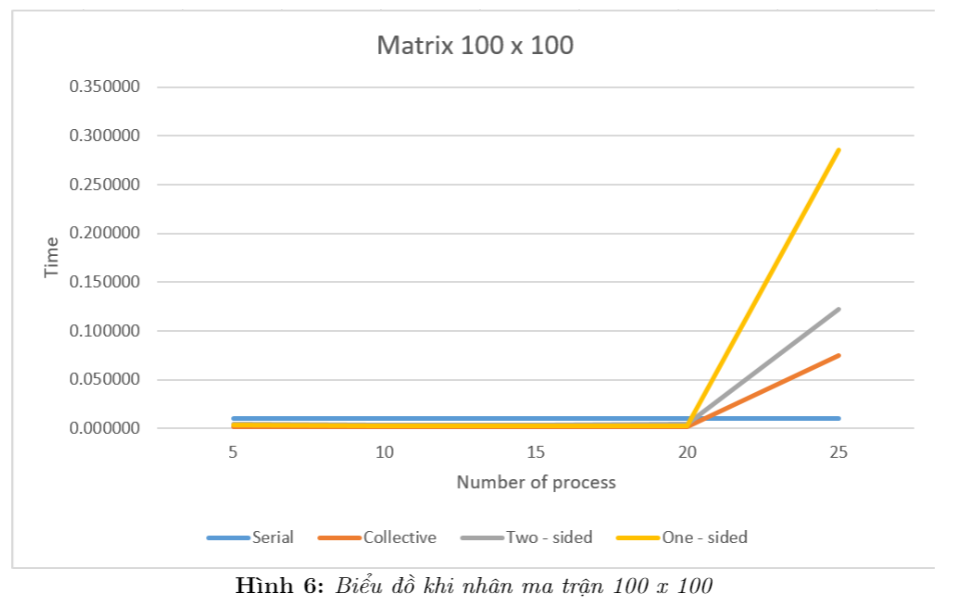 Matrix 100 x 100
0.350000
0.300000
0.250000
0.200000
0.150000
0.100000
0.050000
0.000000
Time
5 10 15 20 25
Number of process
Serial Collective Two - sided One - sided
Hình 6: Biểu đồ khi nhân ma trận 100 x 100